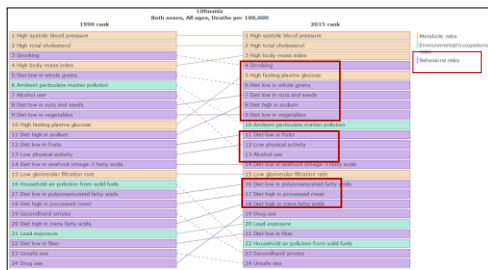 Lithuania
Both sexes, All ages, Deaths per 100,000
1990 rank
2015 rank
1 High systolic blood pressure
2 High total cholesterol
3 Smoking
4 High body-mass index
5 Diet low in whole grains
6 Ambient particulate matter pollution
7 Alcohol use
8 Diet low in nuts and seeds
9 Diet low in vegetables
10 High fasting plasma glucose
11 Diet high in sodium
12 Diet low in fruits
13 Low physical activity
14 Diet low in seafood omega-3 fatty acids
15 Low glomerular filtration rate
16 Household air pollution from solid fuels
17 Diet low in polyunsaturated fatty acids
18 Diet high in processed meat
19 Secondhand smoke
20 Diet high in trans fatty acids
21 Lead exposure
22 Diet low in fiber
23 Unsafe sex
24 Drug use
1 High systolic blood pressure
2 High total cholesterol
3 High body-mass index
4 Smoking
5 High fasting plasma glucose
6 Diet low in whole grains
7 Diet low in nuts and seeds
8 Diet high in sodium
9 Diet low in vegetables
10 Ambient particulate matter pollution
11 Diet low in fruits
12 Low physical activity
13 Alcohol use
14 Diet low in seafood omega-3 fatty acids
15 Low glomerular filtration rate
16 Diet low in polyunsaturated fatty acids
17 Diet high in processed meat
18 Diet high in trans fatty acids
19 Drug use
20 Lead exposure
21 Diet low in fiber
22 Household air pollution from solid fuels
23 Secondhand smoke
24 Unsafe sex
Metabolic risks
Environmental/occupational risks
Behavioral risks